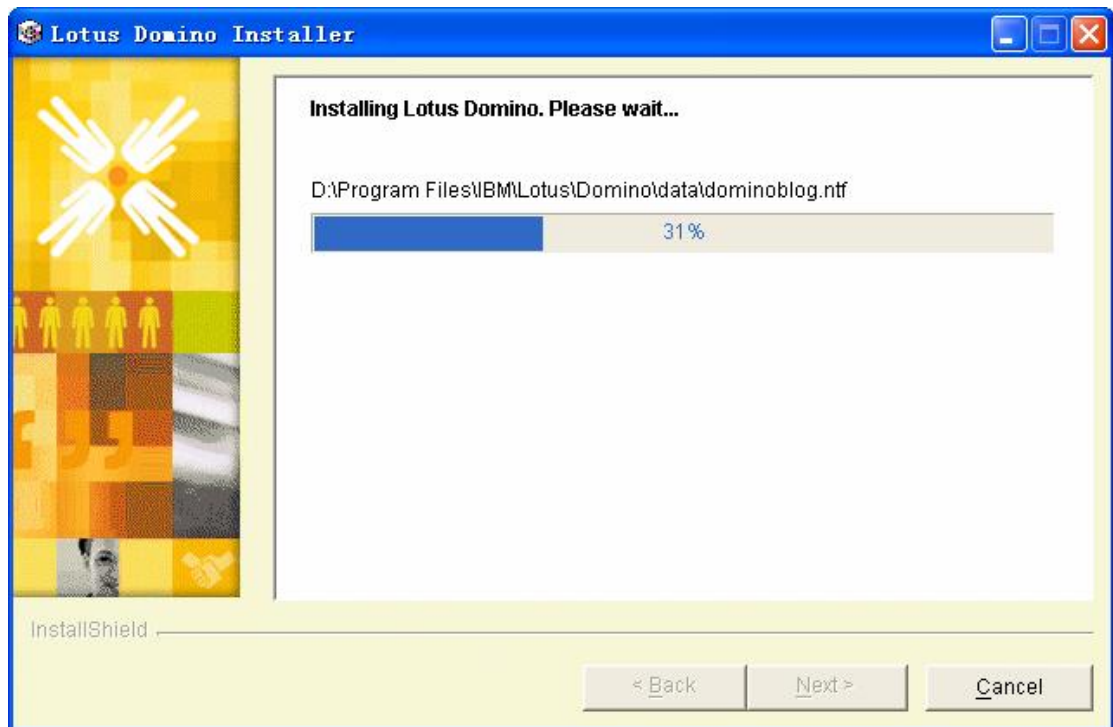 Lotus Domino Installer
Installing Lotus Domino. Please wait...
D:\Program Files\IBM\Lotus\Domino\data\dominoblog.ntf
31%
InstallShield
< Back Next > Cancel